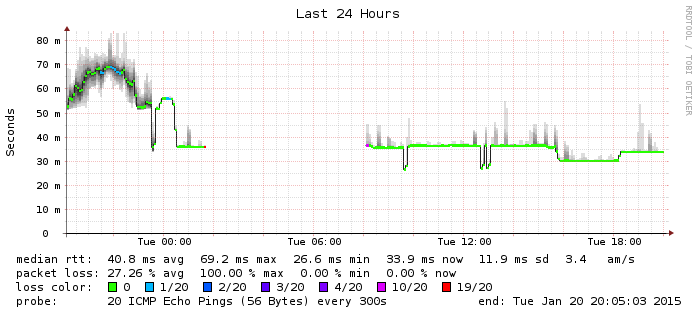 Last 24 Hours
RRDTOOL / TOBI OETIKER
Seconds
80 m
70 m
60 m
50 m
40 m
30 m
20 m
10 m
0
Tue 00:00 Tue 06:00 Tue 12:00 Tue 18:00
median rtt: 40.8 ms avg 69.2 ms max 26.6 ms min 33.9 ms now 11.9 ms sd 3.4 am/s
packet loss: 27.26 % avg 100.00 % max 0.00 % min 0.00 % now
loss color: 0 1/20 2/20 3/20 4/20 10/20 19/20
probe: 20 ICMP Echo Pings (56 Bytes) every 300s end: Tue Jan 20 20:05:03 2015